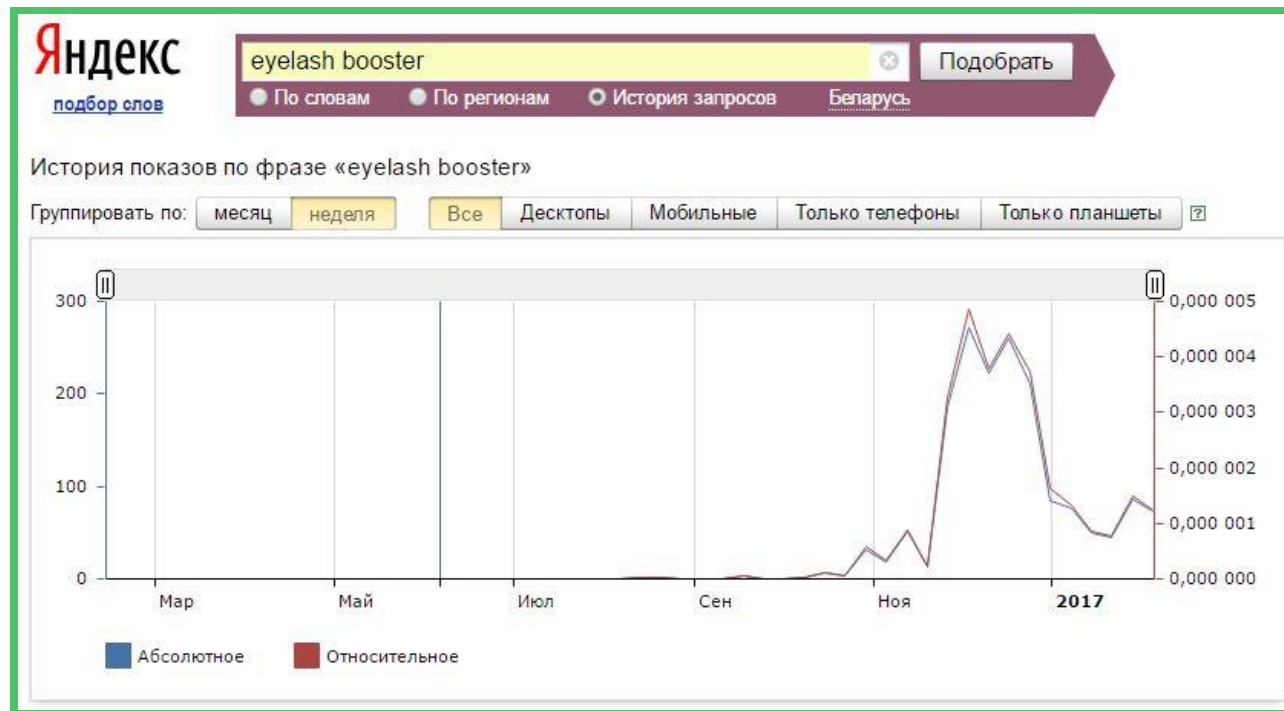 Яндекс
подбор слов
eyelash booster
Подобрать
По словам По регионам История запросов Беларусь
История показов по фразе «eyelash booster»
Группировать по: месяц неделя Все Десктопы Мобильные Только телефоны Только планшеты ?
300
200
100
0
0,000 005
0,000 004
0,000 003
0,000 002
0,000 001
0,000 000
Мар Май Июл Сен Ноя 2017
Абсолютное Относительное